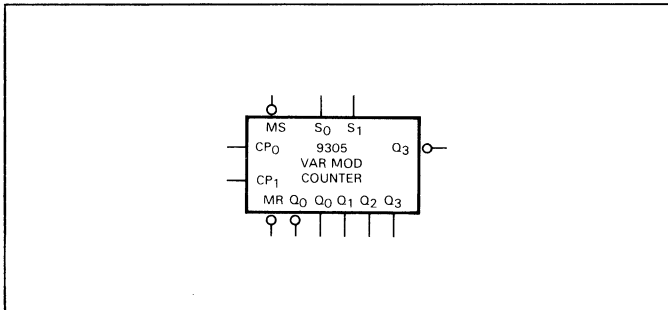 MS S₀ S₁
CP₀ 9305 Q₃
VAR MOD
CP₁ COUNTER
MR Q₀ Q₀ Q₁ Q₂ Q₃